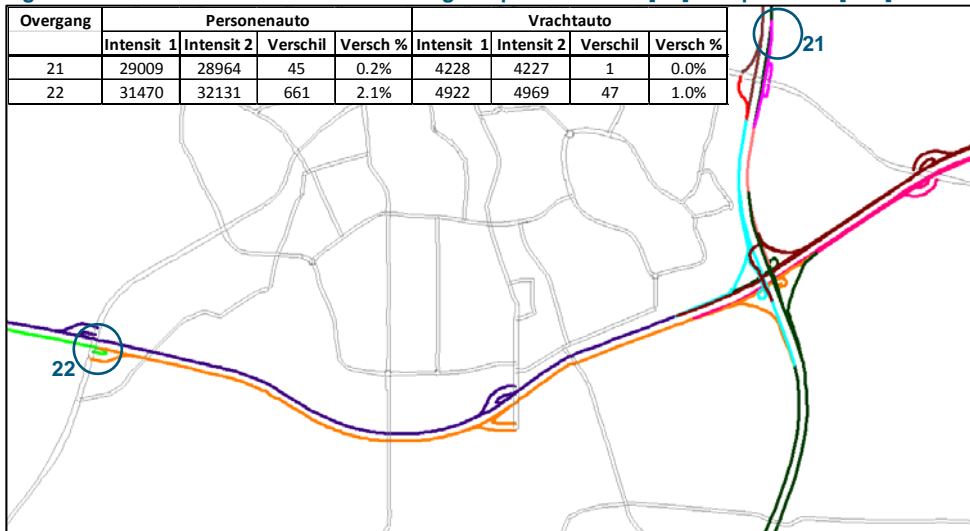 Overgang Personenauto Vrachtauto
Intensit 1 Intensit 2 Verschil Versch % Intensit 1 Intensit 2 Verschil Versch %
21 29009 28964 45 0.2% 4228 4227 1 0.0%
22 31470 32131 661 2.1% 4922 4969 47 1.0%
21
22